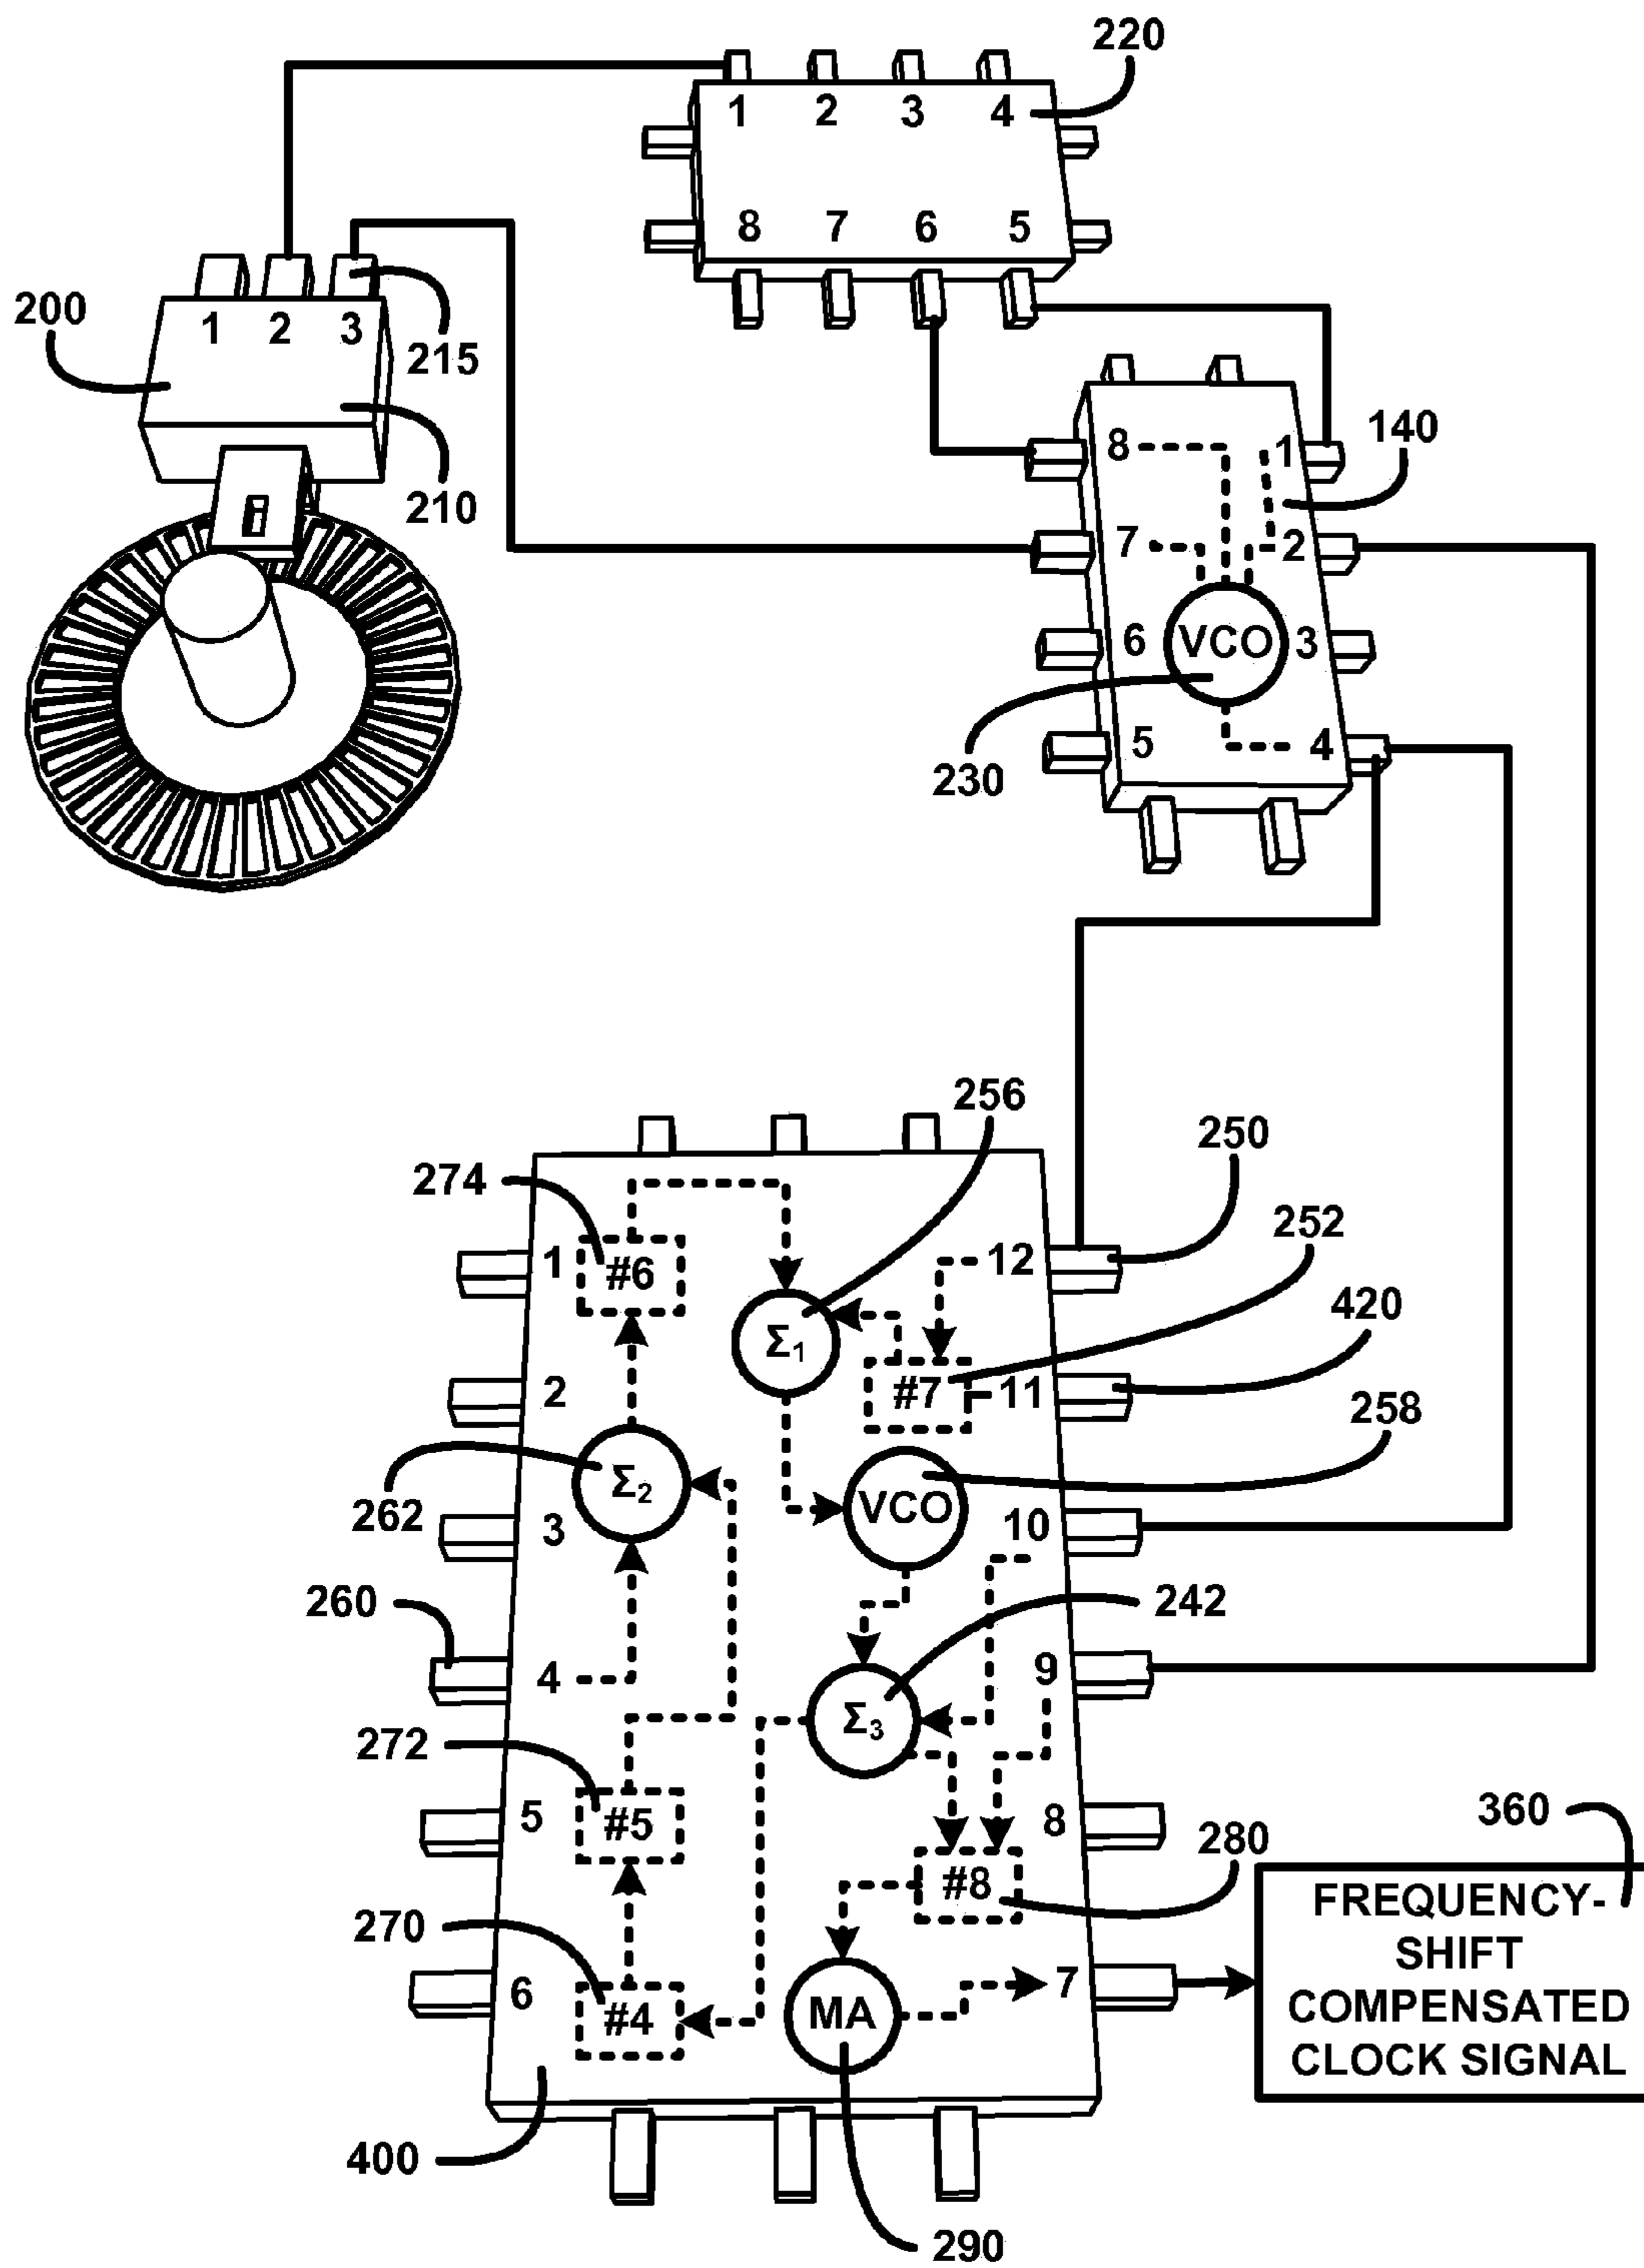 220
1 2 3 4
8 7 6 5
200
1 2 3
215
210
140
8 1
7 2
6 VCO 3
5 4
230
256
250
274
252
1 #6 12
420
Σ1
2 #7 11
258
262
Σ2 VCO
3 10
260
242
4 9
272
Σ3
5 #5 8
360
280
#8
270
6 #4 MA 7
FREQUENCY-
SHIFT
COMPENSATED
CLOCK SIGNAL
400
290